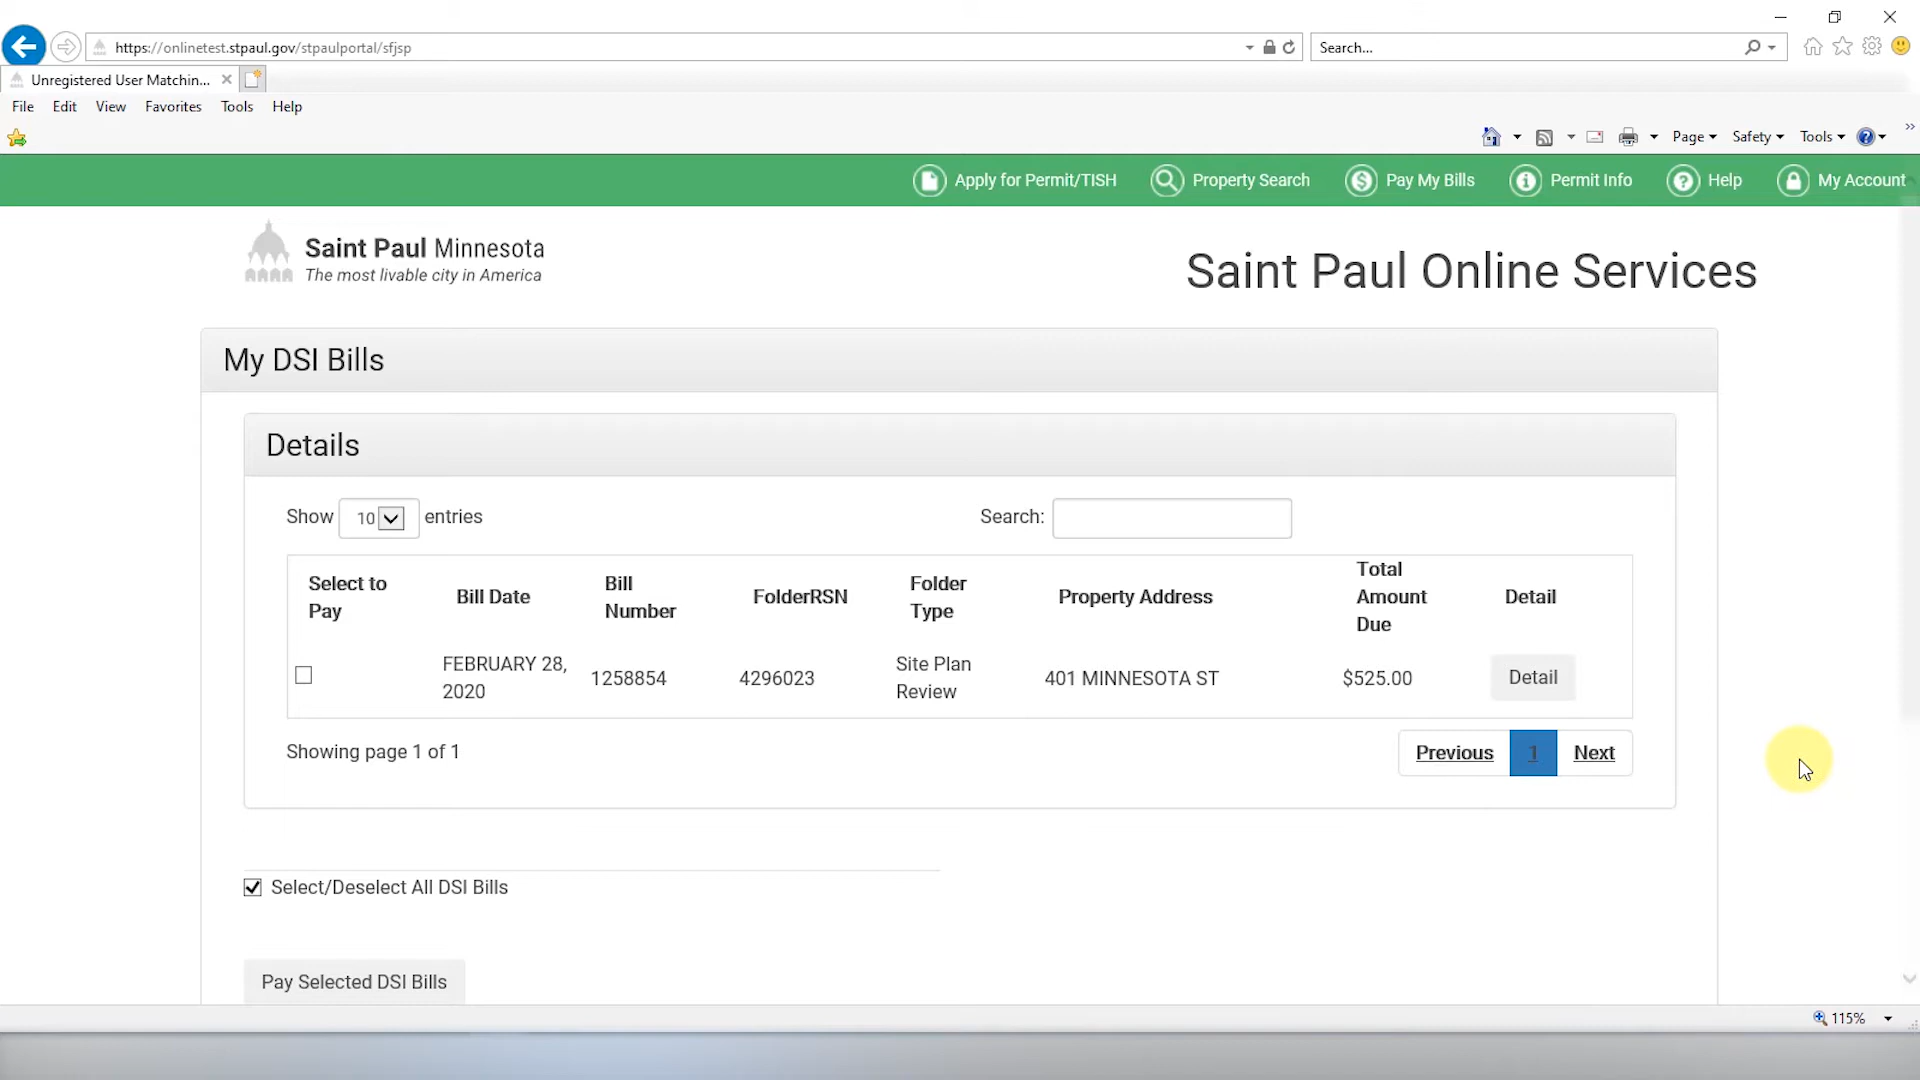 https://onlinetest.stpaul.gov/stpaulportal/sfjsp
Search...
Unregistered User Matchin...
File Edit View Favorites Tools Help
Page Safety Tools
Apply for Permit/TISH Property Search Pay My Bills Permit Info Help My Account
Saint Paul Minnesota
The most livable city in America
Saint Paul Online Services
My DSI Bills
Details
Show 10 entries Search:
Select to Pay Bill Date Bill Number FolderRSN Folder Type Property Address Total Amount Due Detail
FEBRUARY 28, 2020 1258854 4296023 Site Plan Review 401 MINNESOTA ST $525.00 Detail
Showing page 1 of 1 Previous 1 Next
Select/Deselect All DSI Bills
Pay Selected DSI Bills
115%